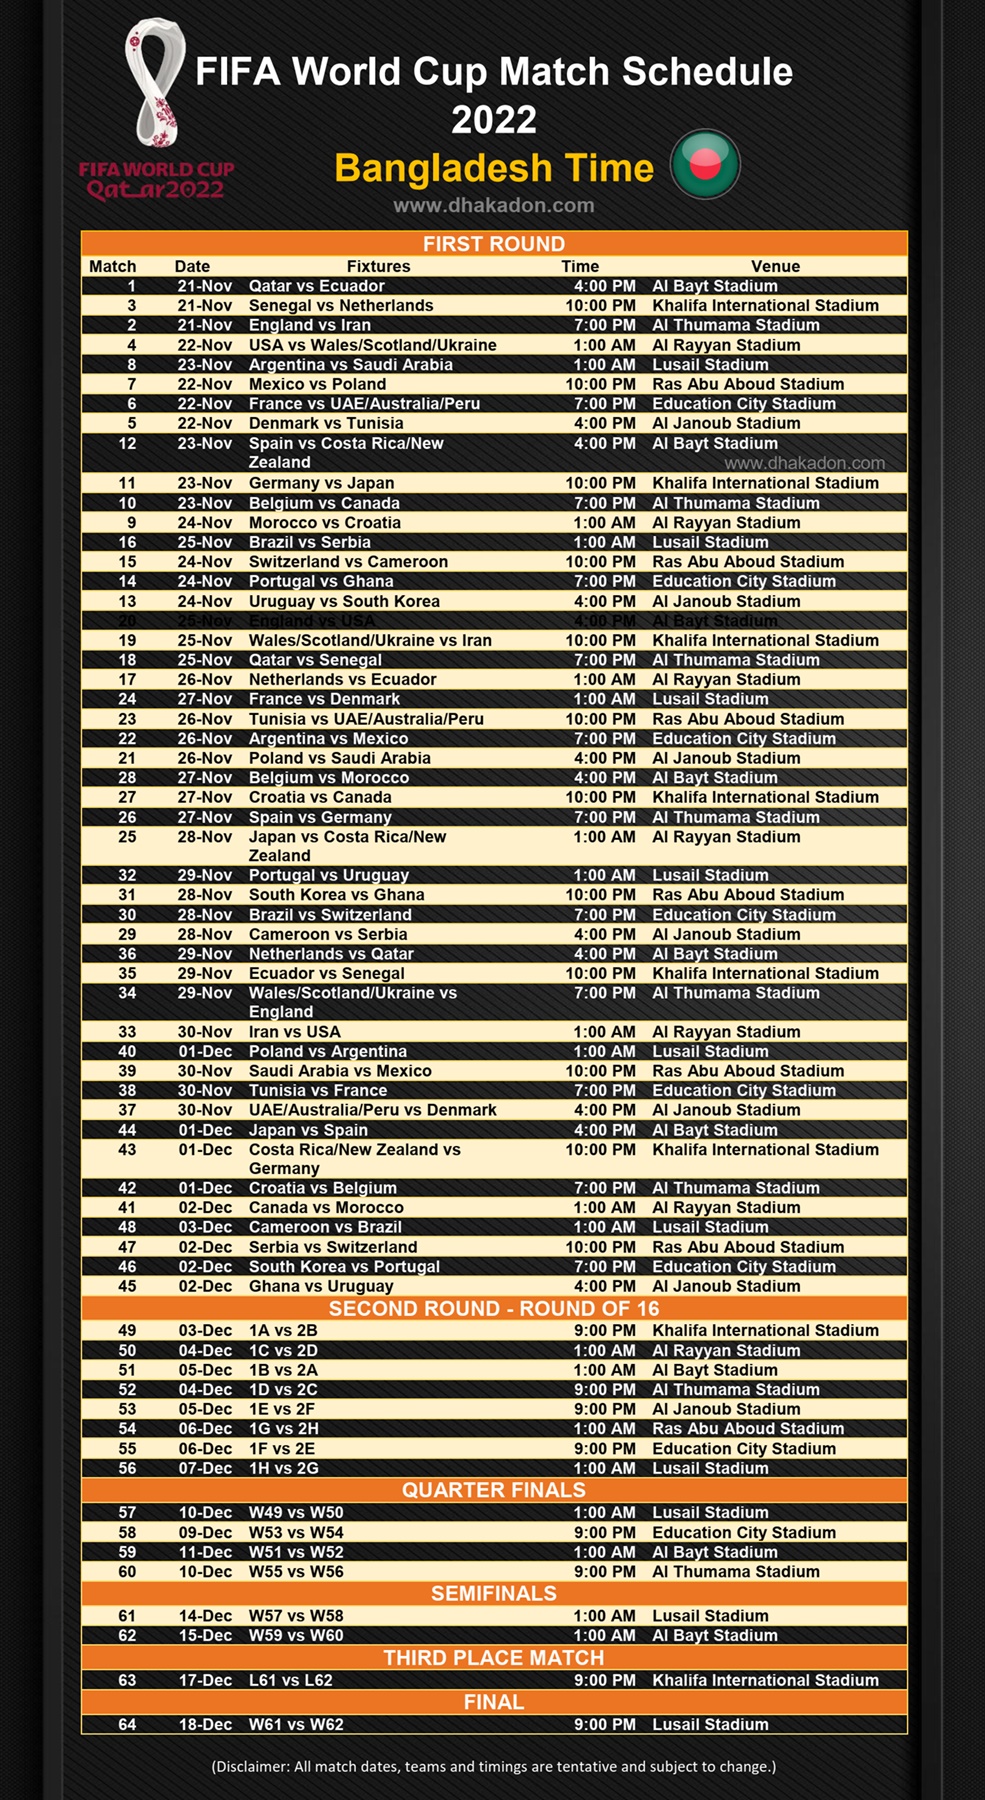 FIFA World Cup Match Schedule
2022
Bangladesh Time
www.dhakadon.com
FIFA WORLD CUP
Qatar2022
FIRST ROUND
Match Date Fixtures Time Venue
1 21-Nov Qatar vs Ecuador 4:00 PM Al Bayt Stadium
3 21-Nov Senegal vs Netherlands 10:00 PM Khalifa International Stadium
2 21-Nov England vs Iran 7:00 PM Al Thumama Stadium
4 22-Nov USA vs Wales/Scotland/Ukraine 1:00 AM Al Rayyan Stadium
8 23-Nov Argentina vs Saudi Arabia 1:00 AM Lusail Stadium
7 22-Nov Mexico vs Poland 10:00 PM Ras Abu Aboud Stadium
6 22-Nov France vs UAE/Australia/Peru 7:00 PM Education City Stadium
5 22-Nov Denmark vs Tunisia 4:00 PM Al Janoub Stadium
12 23-Nov Spain vs Costa Rica/New 4:00 PM Al Bayt Stadium
Zealand
www.dhakadon.com
11 23-Nov Germany vs Japan 10:00 PM Khalifa International Stadium
10 23-Nov Belgium vs Canada 7:00 PM Al Thumama Stadium
9 24-Nov Morocco vs Croatia 1:00 AM Al Rayyan Stadium
16 25-Nov Brazil vs Serbia 1:00 AM Lusail Stadium
15 24-Nov Switzerland vs Cameroon 10:00 PM Ras Abu Aboud Stadium
14 24-Nov Portugal vs Ghana 7:00 PM Education City Stadium
13 24-Nov Uruguay vs South Korea 4:00 PM Al Janoub Stadium
20 25-Nov England vs USA 4:00 PM Al Bayt Stadium
19 25-Nov Wales/Scotland/Ukraine vs Iran 10:00 PM Khalifa International Stadium
18 25-Nov Qatar vs Senegal 7:00 PM Al Thumama Stadium
17 26-Nov Netherlands vs Ecuador 1:00 AM Al Rayyan Stadium
24 27-Nov France vs Denmark 1:00 AM Lusail Stadium
23 26-Nov Tunisia vs UAE/Australia/Peru 10:00 PM Ras Abu Aboud Stadium
22 26-Nov Argentina vs Mexico 7:00 PM Education City Stadium
21 26-Nov Poland vs Saudi Arabia 4:00 PM Al Janoub Stadium
28 27-Nov Belgium vs Morocco 4:00 PM Al Bayt Stadium
27 27-Nov Croatia vs Canada 10:00 PM Khalifa International Stadium
26 27-Nov Spain vs Germany 7:00 PM Al Thumama Stadium
25 28-Nov Japan vs Costa Rica/New 1:00 AM Al Rayyan Stadium
Zealand
32 29-Nov Portugal vs Uruguay 1:00 AM Lusail Stadium
31 28-Nov South Korea vs Ghana 10:00 PM Ras Abu Aboud Stadium
30 28-Nov Brazil vs Switzerland 7:00 PM Education City Stadium
29 28-Nov Cameroon vs Serbia 4:00 PM Al Janoub Stadium
36 29-Nov Netherlands vs Qatar 4:00 PM Al Bayt Stadium
35 29-Nov Ecuador vs Senegal 10:00 PM Khalifa International Stadium
34 29-Nov Wales/Scotland/Ukraine vs 7:00 PM Al Thumama Stadium
England
33 30-Nov Iran vs USA 1:00 AM Al Rayyan Stadium
40 01-Dec Poland vs Argentina 1:00 AM Lusail Stadium
39 30-Nov Saudi Arabia vs Mexico 10:00 PM Ras Abu Aboud Stadium
38 30-Nov Tunisia vs France 7:00 PM Education City Stadium
37 30-Nov UAE/Australia/Peru vs Denmark 4:00 PM Al Janoub Stadium
44 01-Dec Japan vs Spain 4:00 PM Al Bayt Stadium
43 01-Dec Costa Rica/New Zealand vs 10:00 PM Khalifa International Stadium
Germany
42 01-Dec Croatia vs Belgium 7:00 PM Al Thumama Stadium
41 02-Dec Canada vs Morocco 1:00 AM Al Rayyan Stadium
48 03-Dec Cameroon vs Brazil 1:00 AM Lusail Stadium
47 02-Dec Serbia vs Switzerland 10:00 PM Ras Abu Aboud Stadium
46 02-Dec South Korea vs Portugal 7:00 PM Education City Stadium
45 02-Dec Ghana vs Uruguay 4:00 PM Al Janoub Stadium
SECOND ROUND - ROUND OF 16
49 03-Dec 1A vs 2B 9:00 PM Khalifa International Stadium
50 04-Dec 1C vs 2D 1:00 AM Al Rayyan Stadium
51 05-Dec 1B vs 2A 1:00 AM Al Bayt Stadium
52 04-Dec 1D vs 2C 9:00 PM Al Thumama Stadium
53 05-Dec 1E vs 2F 9:00 PM Al Janoub Stadium
54 06-Dec 1G vs 2H 1:00 AM Ras Abu Aboud Stadium
55 06-Dec 1F vs 2E 9:00 PM Education City Stadium
56 07-Dec 1H vs 2G 1:00 AM Lusail Stadium
QUARTER FINALS
57 10-Dec W49 vs W50 1:00 AM Lusail Stadium
58 09-Dec W53 vs W54 9:00 PM Education City Stadium
59 11-Dec W51 vs W52 1:00 AM Al Bayt Stadium
60 10-Dec W55 vs W56 9:00 PM Al Thumama Stadium
SEMIFINALS
61 14-Dec W57 vs W58 1:00 AM Lusail Stadium
62 15-Dec W59 vs W60 1:00 AM Al Bayt Stadium
THIRD PLACE MATCH
63 17-Dec L61 vs L62 9:00 PM Khalifa International Stadium
FINAL
64 18-Dec W61 vs W62 9:00 PM Lusail Stadium
(Disclaimer: All match dates, teams and timings are tentative and subject to change.)